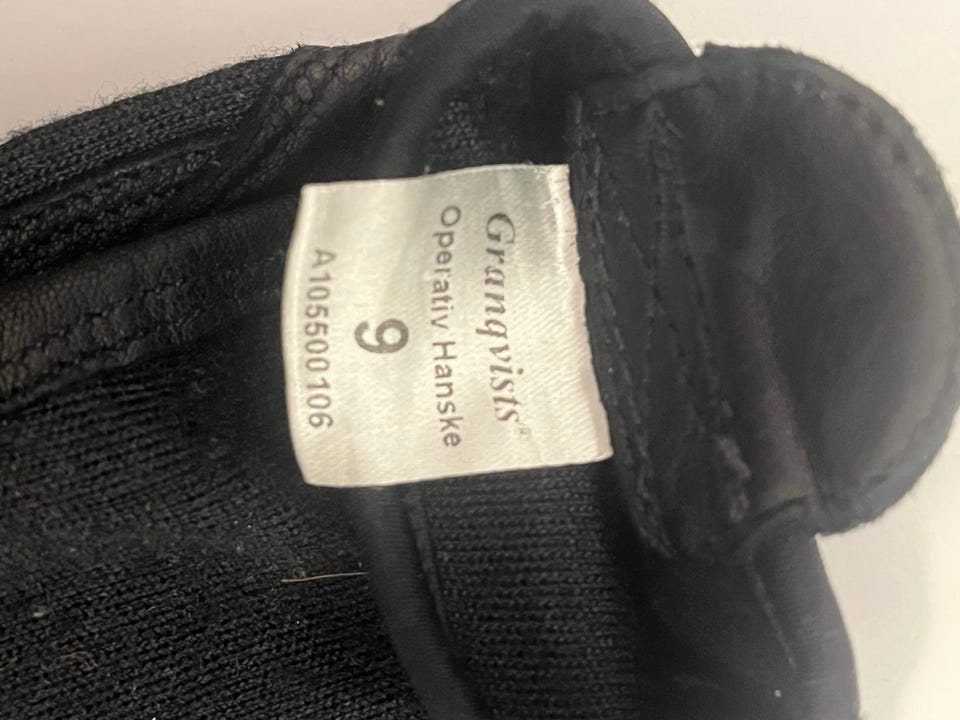 Granqvists®
Operativ Hanske
9
A105500106